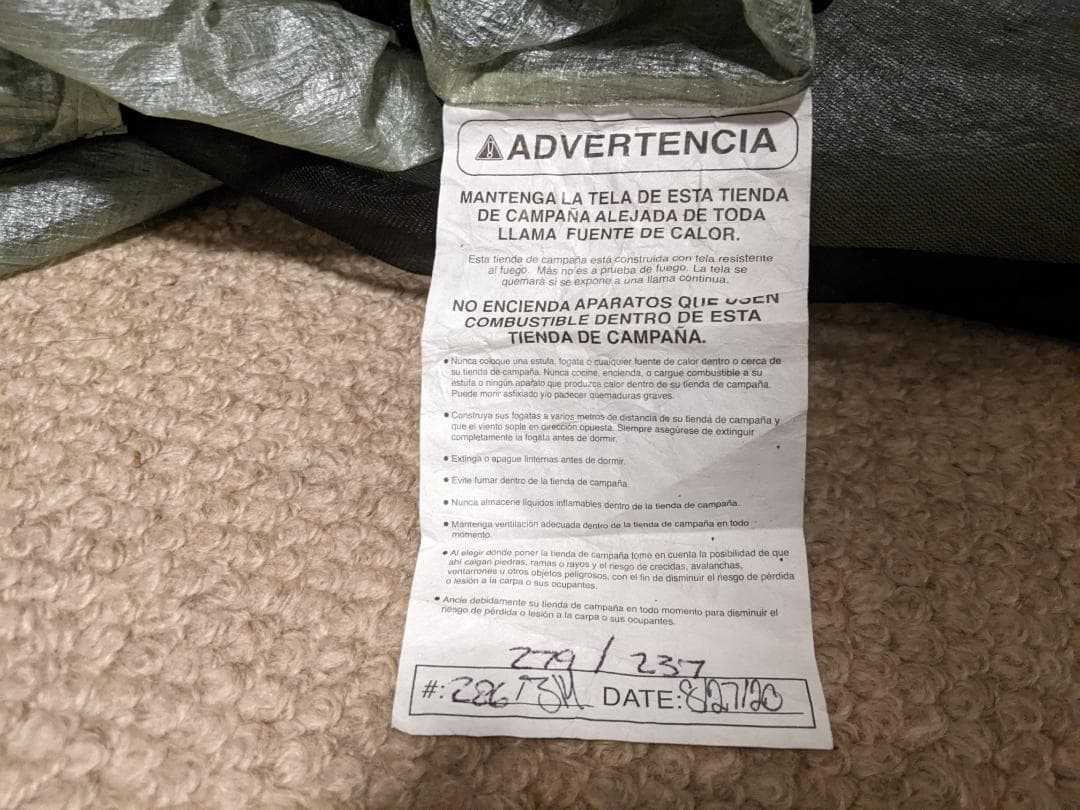 ADVERTENCIA
MANTENGA LA TELA DE ESTA TIENDA
DE CAMPAÑA ALEJADA DE TODA
LLAMA FUENTE DE CALOR.
Esta tienda de campaña está construida con tela resistente
al fuego. Más no es a prueba de fuego. La tela se
quemará si se expone a una llama continua.
NO ENCIENDA APARATOS QUE USEN
COMBUSTIBLE DENTRO DE ESTA
TIENDA DE CAMPAÑA.
• Nunca coloque una estufa, fogata o cualquier fuente de calor dentro o cerca de
su tienda de campaña. Nunca cocine, encienda, o cargue combustible a su
estufa o ningún aparato que produzca calor dentro de su tienda de campaña.
Puede morir asfixiado y/o padecer quemaduras graves.
• Construya sus fogatas a varios metros de distancia de su tienda de campaña y
que el viento sople en dirección opuesta. Siempre asegúrese de extinguir
completamente la fogata antes de dormir.
• Extinga o apague linternas antes de dormir.
• Evite fumar dentro de la tienda de campaña.
• Nunca almacene líquidos inflamables dentro de la tienda de campaña.
• Mantenga ventilación adecuada dentro de la tienda de campaña en todo
momento.
• Al elegir donde poner la tienda de campaña tome en cuenta la posibilidad de que
ahí caigan piedras, ramas o rayos y el riesgo de crecidas, avalanchas,
ventarrones u otros objetos peligrosos, con el fin de disminuir el riesgo de pérdida
o lesión a la carpa o sus ocupantes.
• Ancle debidamente su tienda de campaña en todo momento para disminuir el
riesgo de pérdida o lesión a la carpa o sus ocupantes.
279 / 237
#: 286 DATE: 8/27/20